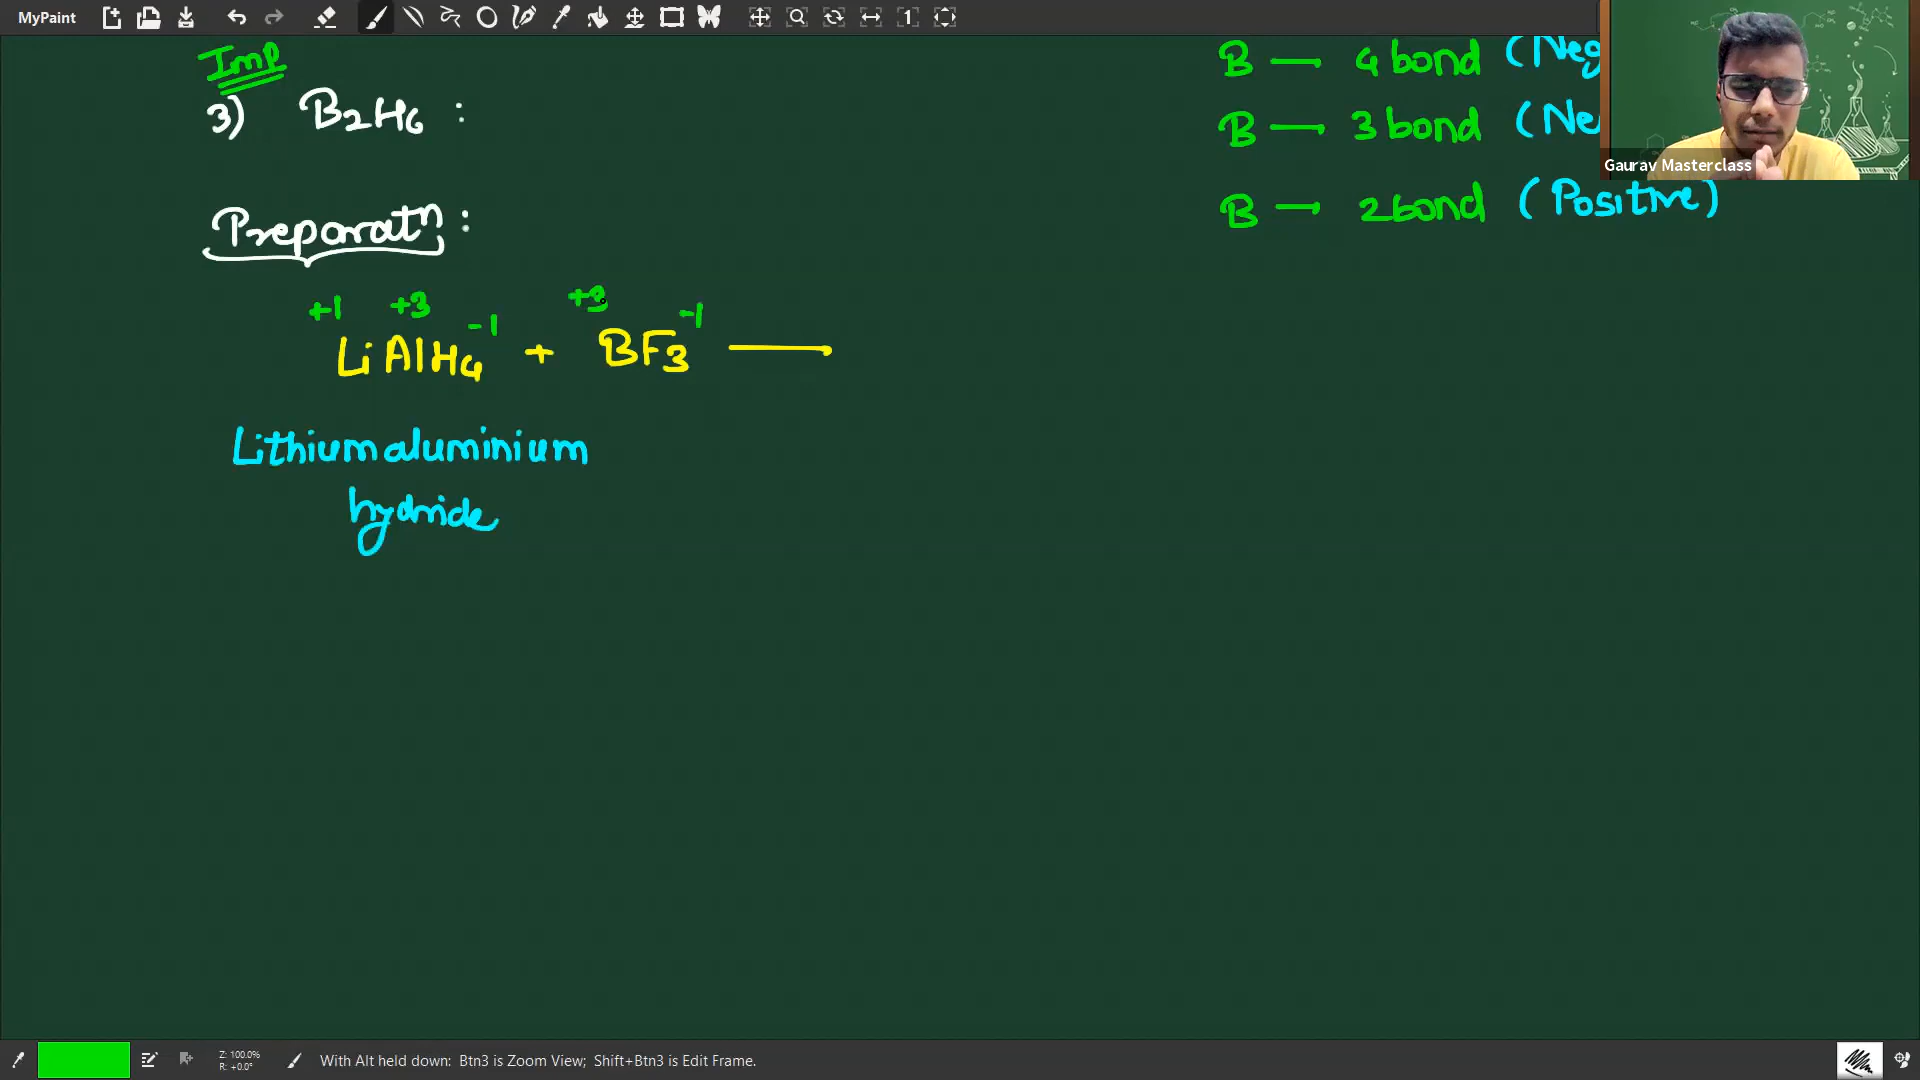 MyPaint
Imp
3) B2H6 :
B — 4 bond (Neg
B — 3 bond (Ne
B — 2 bond (Positive)
Gaurav Masterclass
Preparatn :
+1 +3 -1 +3 -1
LiAlH4 + BF3 —
Lithium aluminium
hydride
Z: 100.0%
R: +0.0°
With Alt held down: Btn3 is Zoom View; Shift+Btn3 is Edit Frame.